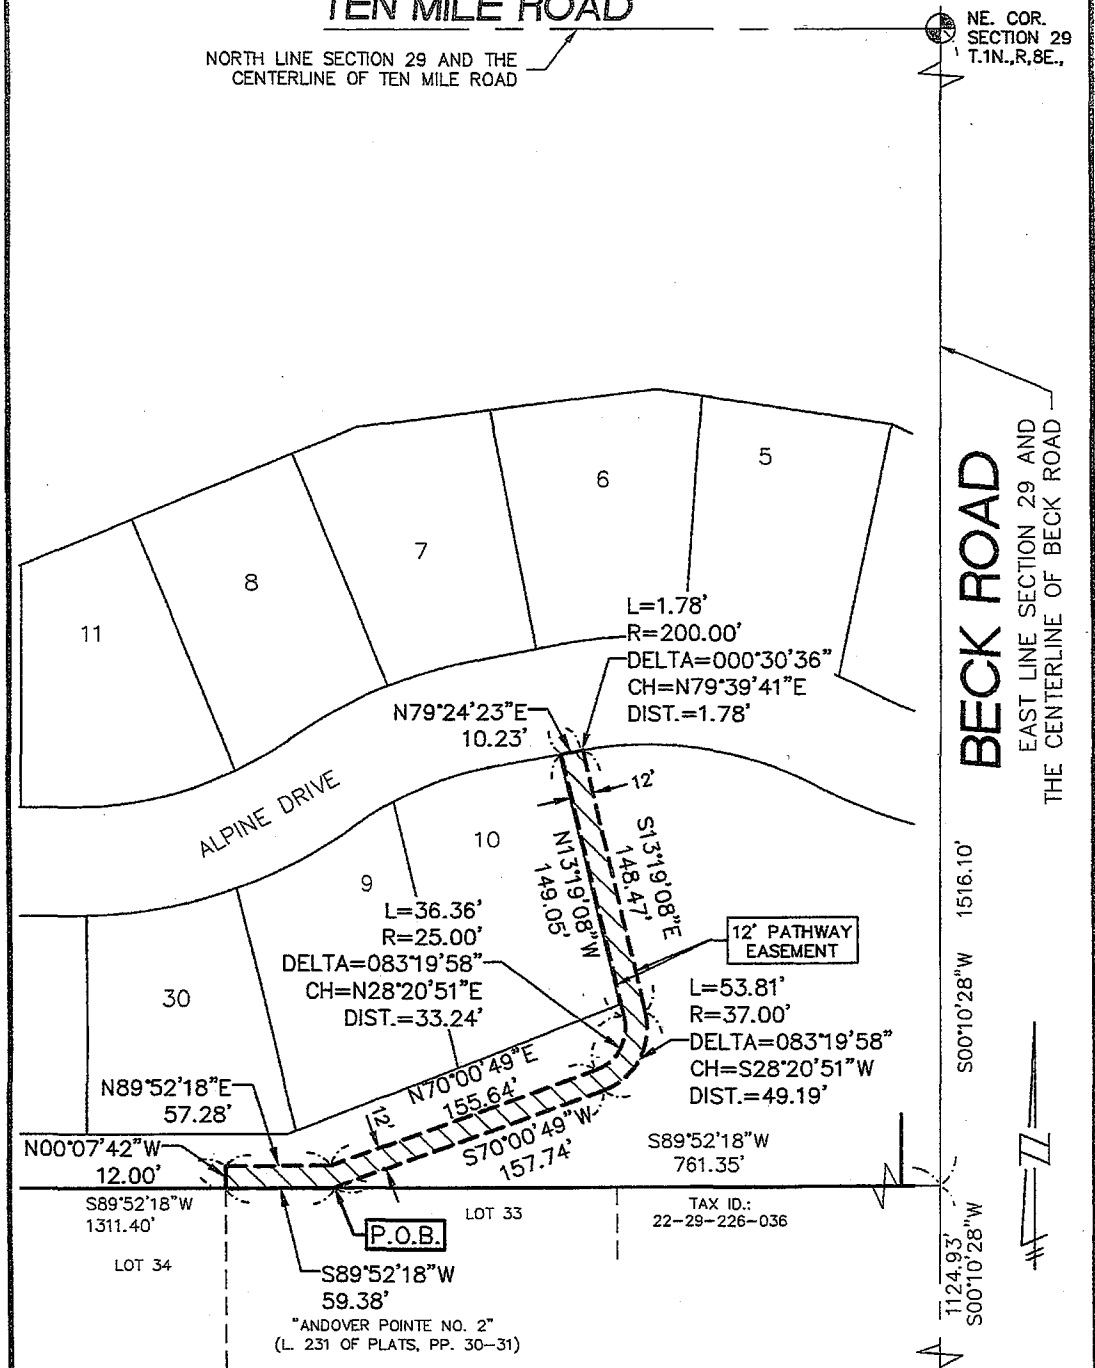 TEN MILE ROAD
NORTH LINE SECTION 29 AND THE
CENTERLINE OF TEN MILE ROAD
NE. COR.
SECTION 29
T.1N.,R,8E.,
5
6
7
8
11
L=1.78'
R=200.00'
DELTA=000°30'36"
CH=N79°39'41"E
DIST.=1.78'
N79°24'23"E
10.23'
BECK ROAD
EAST LINE SECTION 29 AND
THE CENTERLINE OF BECK ROAD
ALPINE DRIVE
12'
10
9
S13°19'08"E
148.47'
N13°19'08"W
149.05'
S00°10'28"W 1516.10'
L=36.36'
R=25.00'
DELTA=083°19'58"
CH=N28°20'51"E
DIST.=33.24'
12' PATHWAY
EASEMENT
30
L=53.81'
R=37.00'
DELTA=083°19'58"
CH=S28°20'51"W
DIST.=49.19'
N89°52'18"E
57.28'
N70°00'49"E
155.64'
12'
S70°00'49"W
157.74'
N00°07'42"W
12.00'
S89°52'18"W
761.35'
S89°52'18"W
1311.40'
LOT 33
TAX ID.:
22-29-226-036
P.O.B.
LOT 34
S89°52'18"W
59.38'
"ANDOVER POINTE NO. 2"
(L. 231 OF PLATS, PP. 30-31)
1124.93'
S00°10'28"W